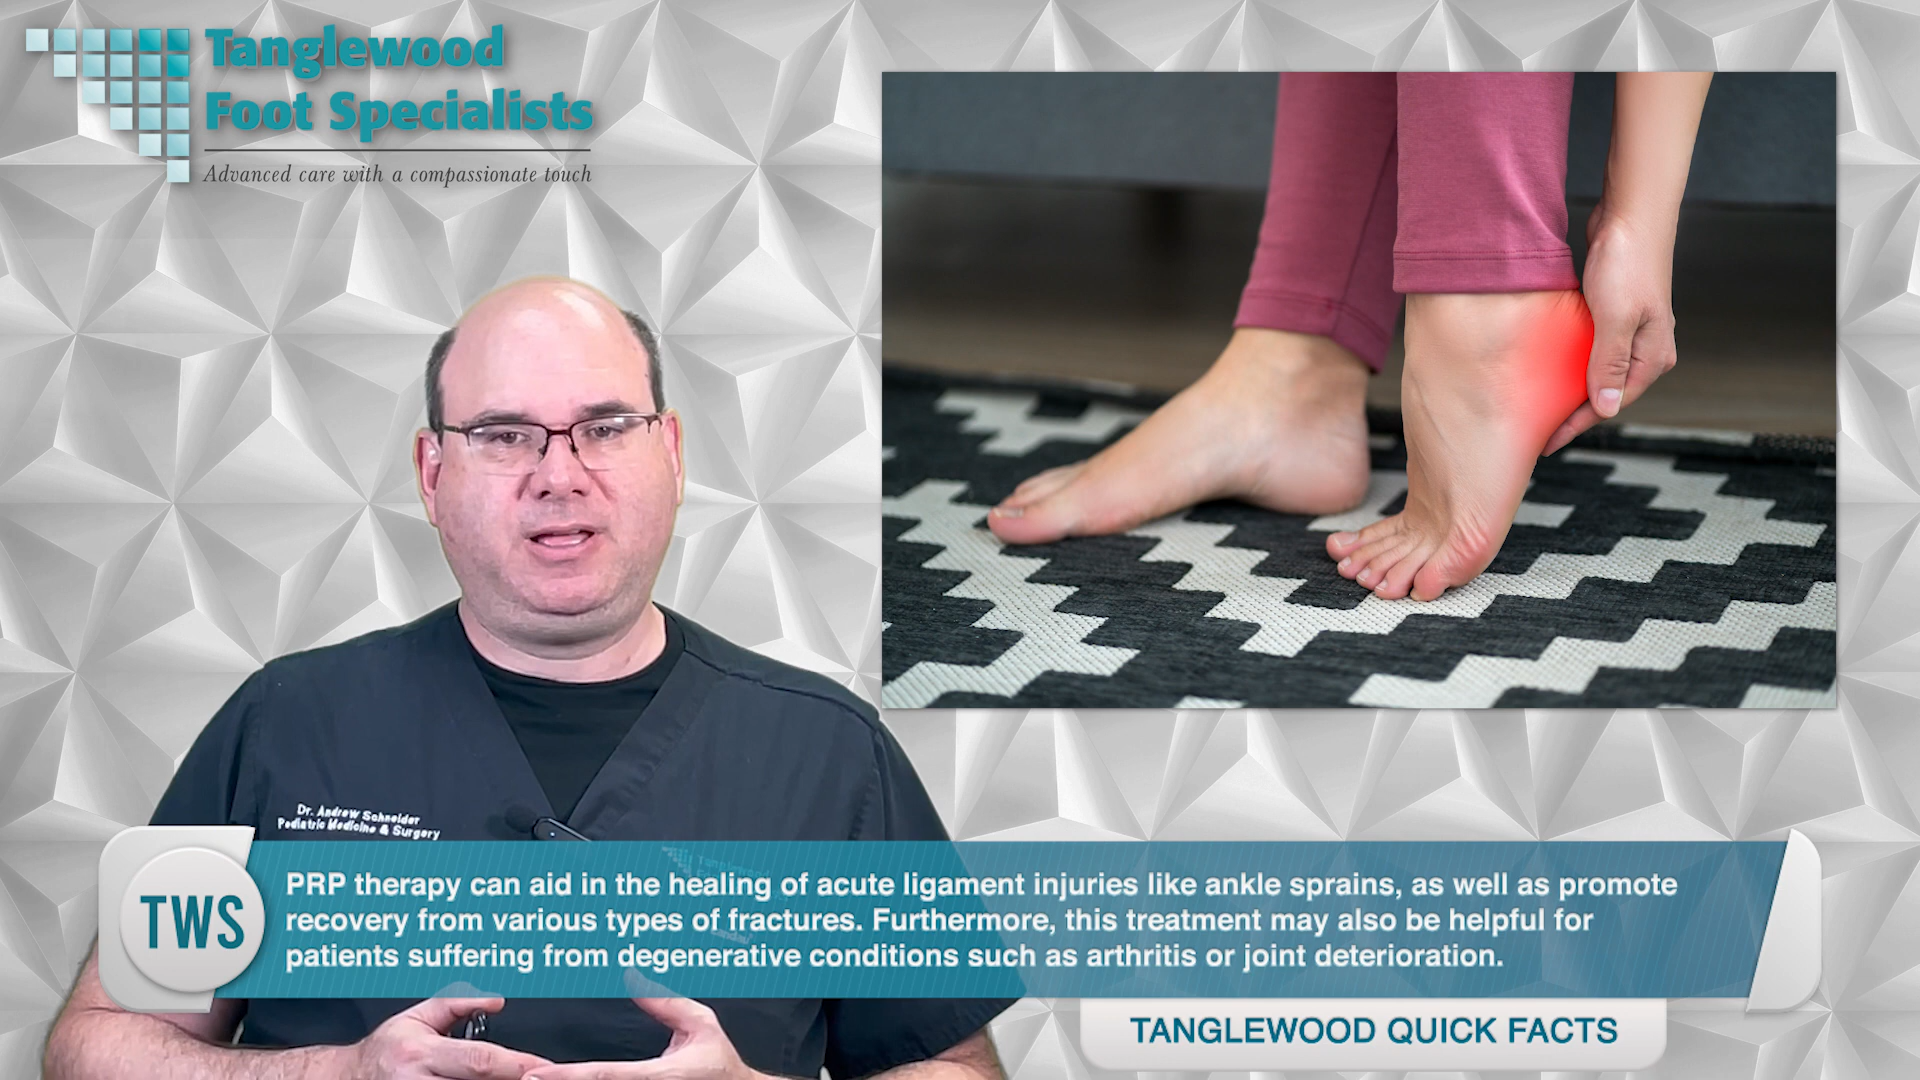 Tanglewood
Foot Specialists
Advanced care with a compassionate touch
Dr. Andrew Schneider
Podiatric Medicine & Surgery
TWS
PRP therapy can aid in the healing of acute ligament injuries like ankle sprains, as well as promote
recovery from various types of fractures. Furthermore, this treatment may also be helpful for
patients suffering from degenerative conditions such as arthritis or joint deterioration.
TANGLEWOOD QUICK FACTS